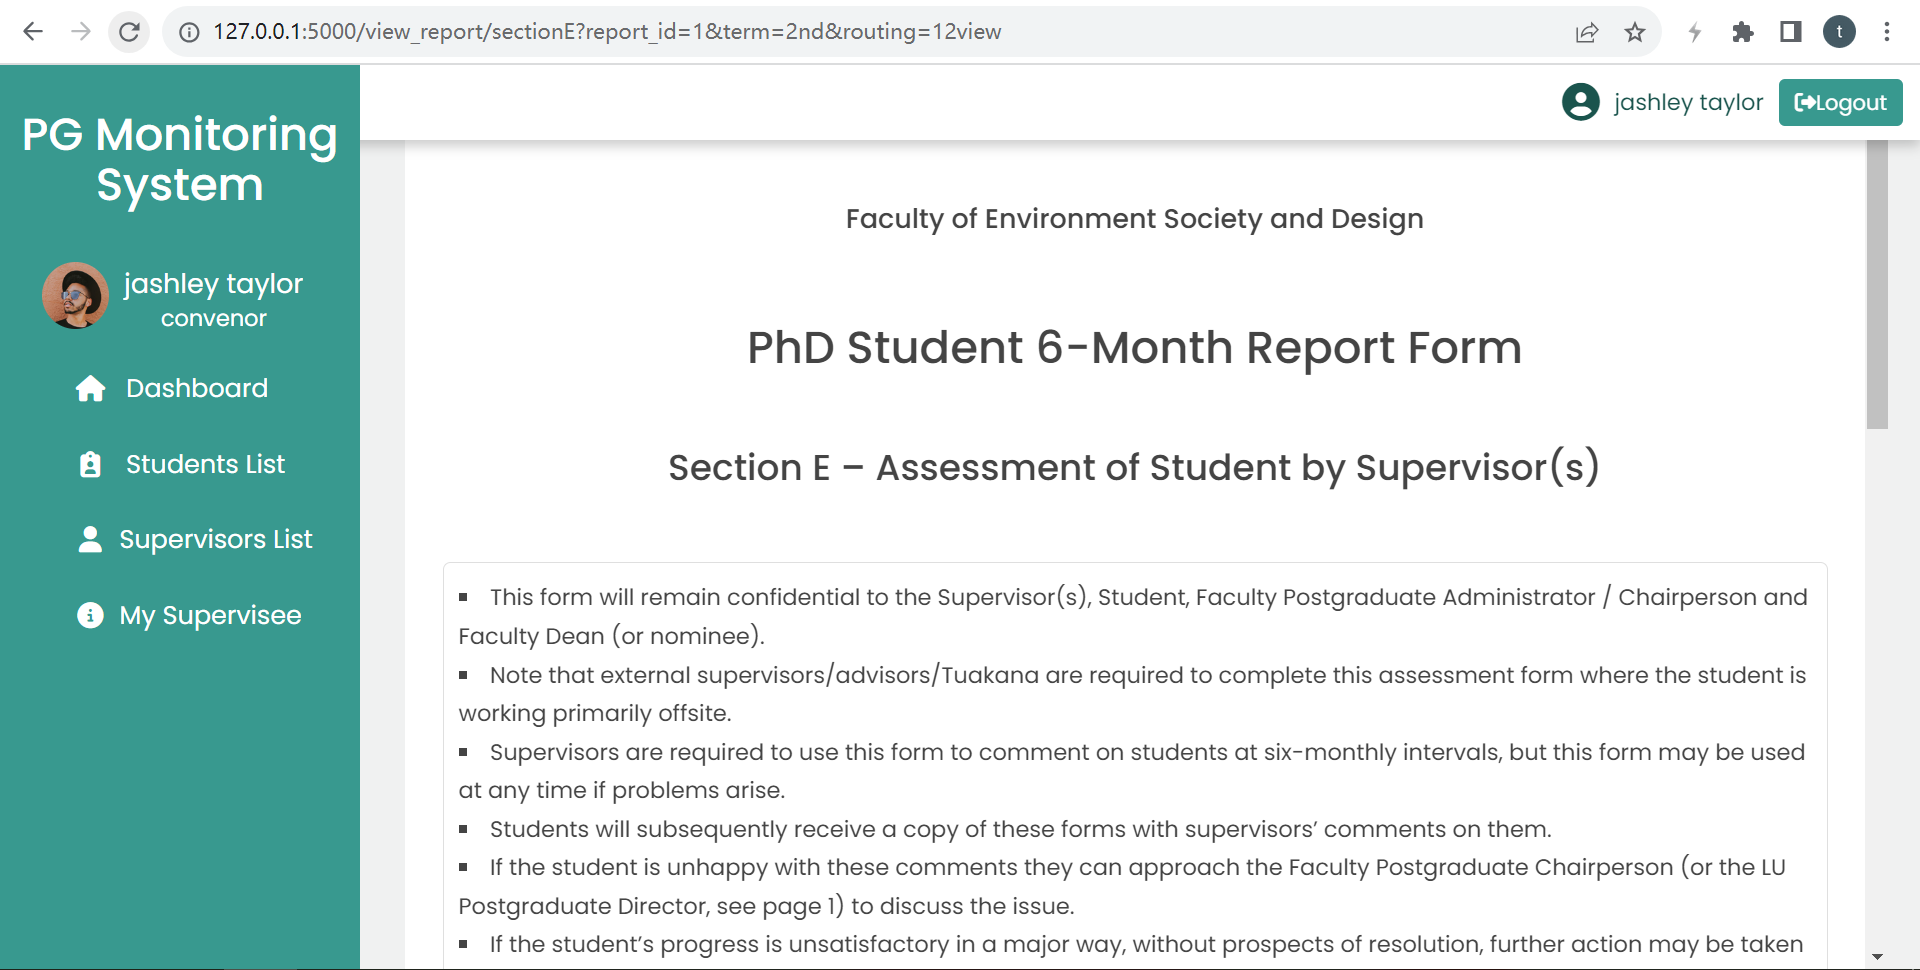 127.0.0.1:5000/view_report/sectionE?report_id=1&term=2nd&routing=12view
t
PG Monitoring
System
jashley taylor
Logout
jashley taylor
convenor
Dashboard
Students List
Supervisors List
My Supervisee
Faculty of Environment Society and Design
PhD Student 6-Month Report Form
Section E – Assessment of Student by Supervisor(s)
▪ This form will remain confidential to the Supervisor(s), Student, Faculty Postgraduate Administrator / Chairperson and
Faculty Dean (or nominee).
▪ Note that external supervisors/advisors/Tuakana are required to complete this assessment form where the student is
working primarily offsite.
▪ Supervisors are required to use this form to comment on students at six-monthly intervals, but this form may be used
at any time if problems arise.
▪ Students will subsequently receive a copy of these forms with supervisors’ comments on them.
▪ If the student is unhappy with these comments they can approach the Faculty Postgraduate Chairperson (or the LU
Postgraduate Director, see page 1) to discuss the issue.
▪ If the student’s progress is unsatisfactory in a major way, without prospects of resolution, further action may be taken